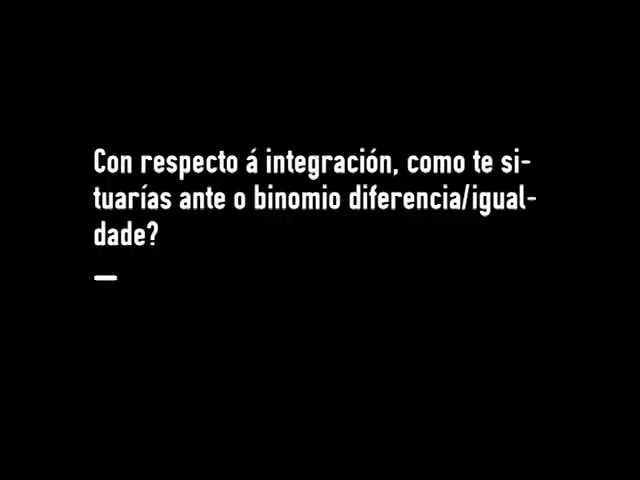 Con respecto á integración, como te si-
tuarías ante o binomio diferencia/igual-
dade?